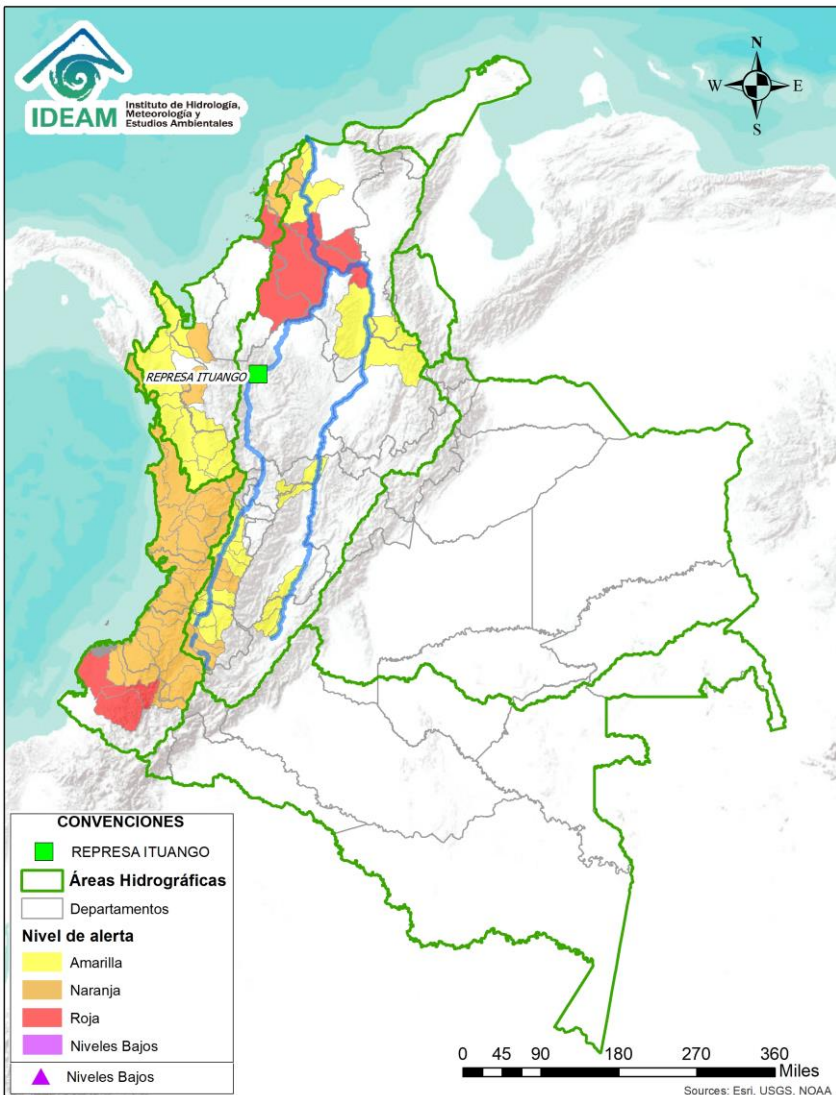 IDEAM
Instituto de Hidrología,
Meteorología y
Estudios Ambientales
N
W
E
S
REPRESA ITUANGO
CONVENCIONES
REPRESA ITUANGO
Áreas Hidrográficas
Departamentos
Nivel de alerta
Amarilla
Naranja
Roja
Niveles Bajos
Niveles Bajos
0 45 90 180 270 360
Miles
Sources: Esri, USGS, NOAA